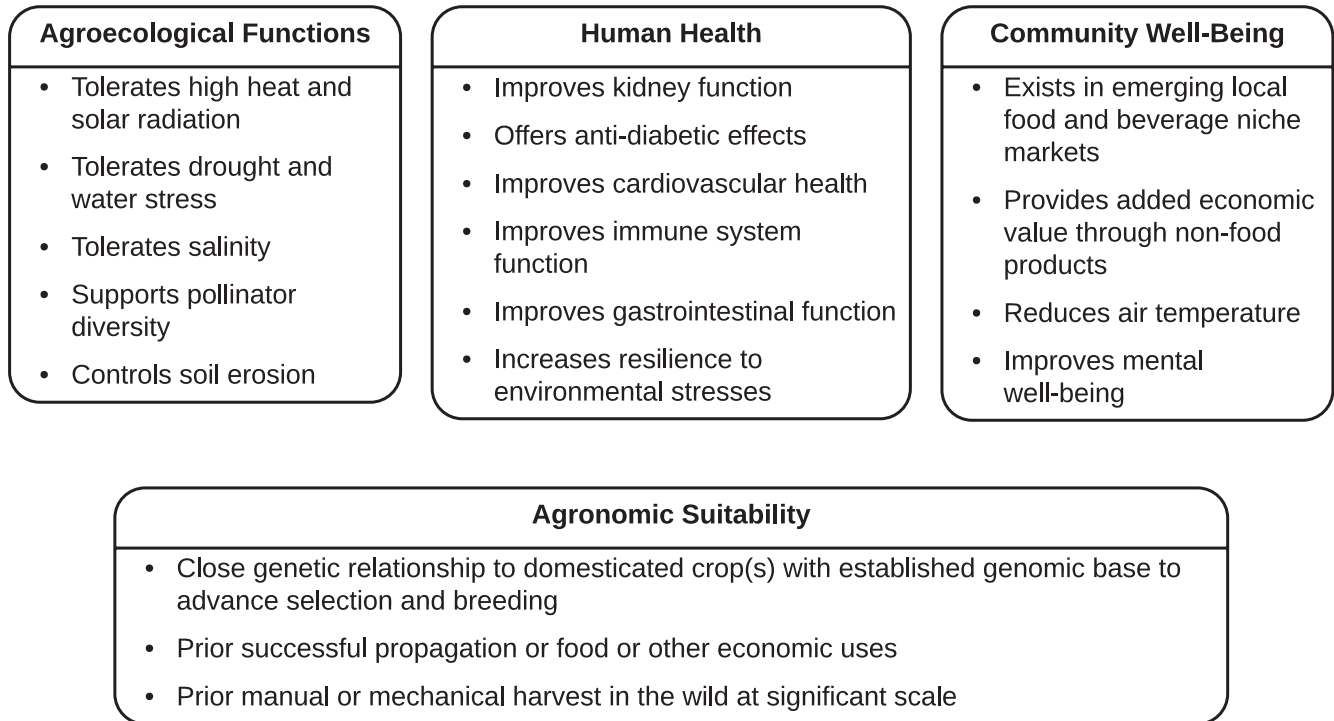 Agroecological Functions
• Tolerates high heat and
solar radiation
• Tolerates drought and
water stress
• Tolerates salinity
• Supports pollinator
diversity
• Controls soil erosion
Human Health
• Improves kidney function
• Offers anti-diabetic effects
• Improves cardiovascular health
• Improves immune system
function
• Improves gastrointestinal function
• Increases resilience to
environmental stresses
Community Well-Being
• Exists in emerging local
food and beverage niche
markets
• Provides added economic
value through non-food
products
• Reduces air temperature
• Improves mental
well-being
Agronomic Suitability
• Close genetic relationship to domesticated crop(s) with established genomic base to
advance selection and breeding
• Prior successful propagation or food or other economic uses
• Prior manual or mechanical harvest in the wild at significant scale